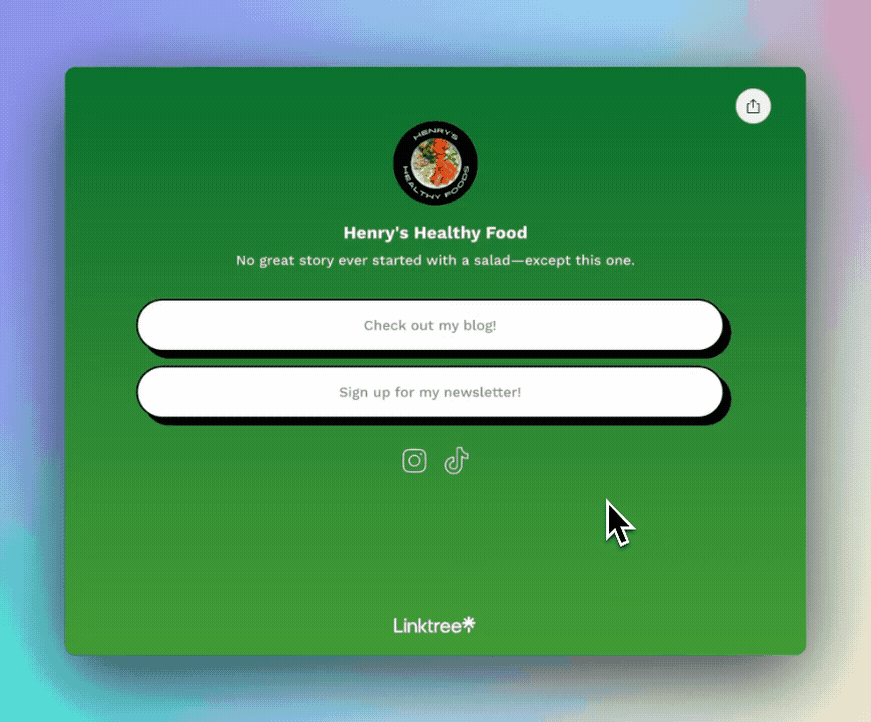 HENRY'S
HEALTHY FOODS
Henry's Healthy Food
No great story ever started with a salad—except this one.
Check out my blog!
Sign up for my newsletter!
Linktree